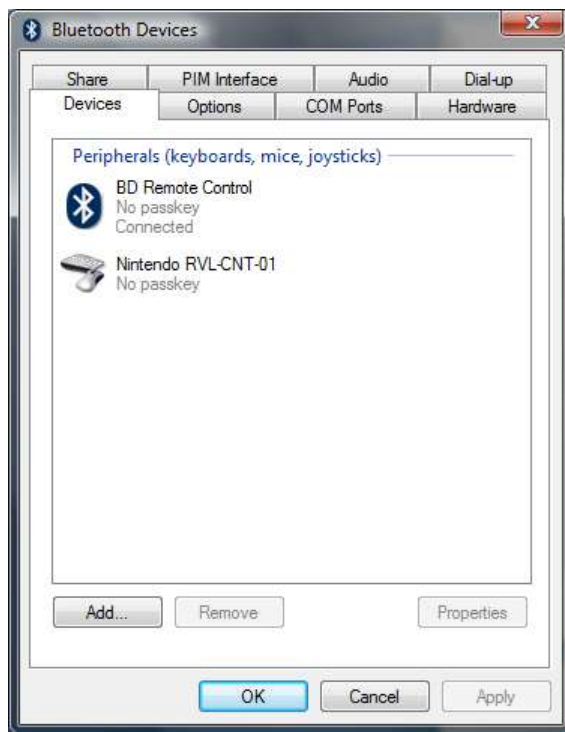 Bluetooth Devices
Share PIM Interface Audio Dial-up
Devices Options COM Ports Hardware
Peripherals (keyboards, mice, joysticks)
BD Remote Control
No passkey
Connected
Nintendo RVL-CNT-01
No passkey
Add... Remove Properties
OK Cancel Apply